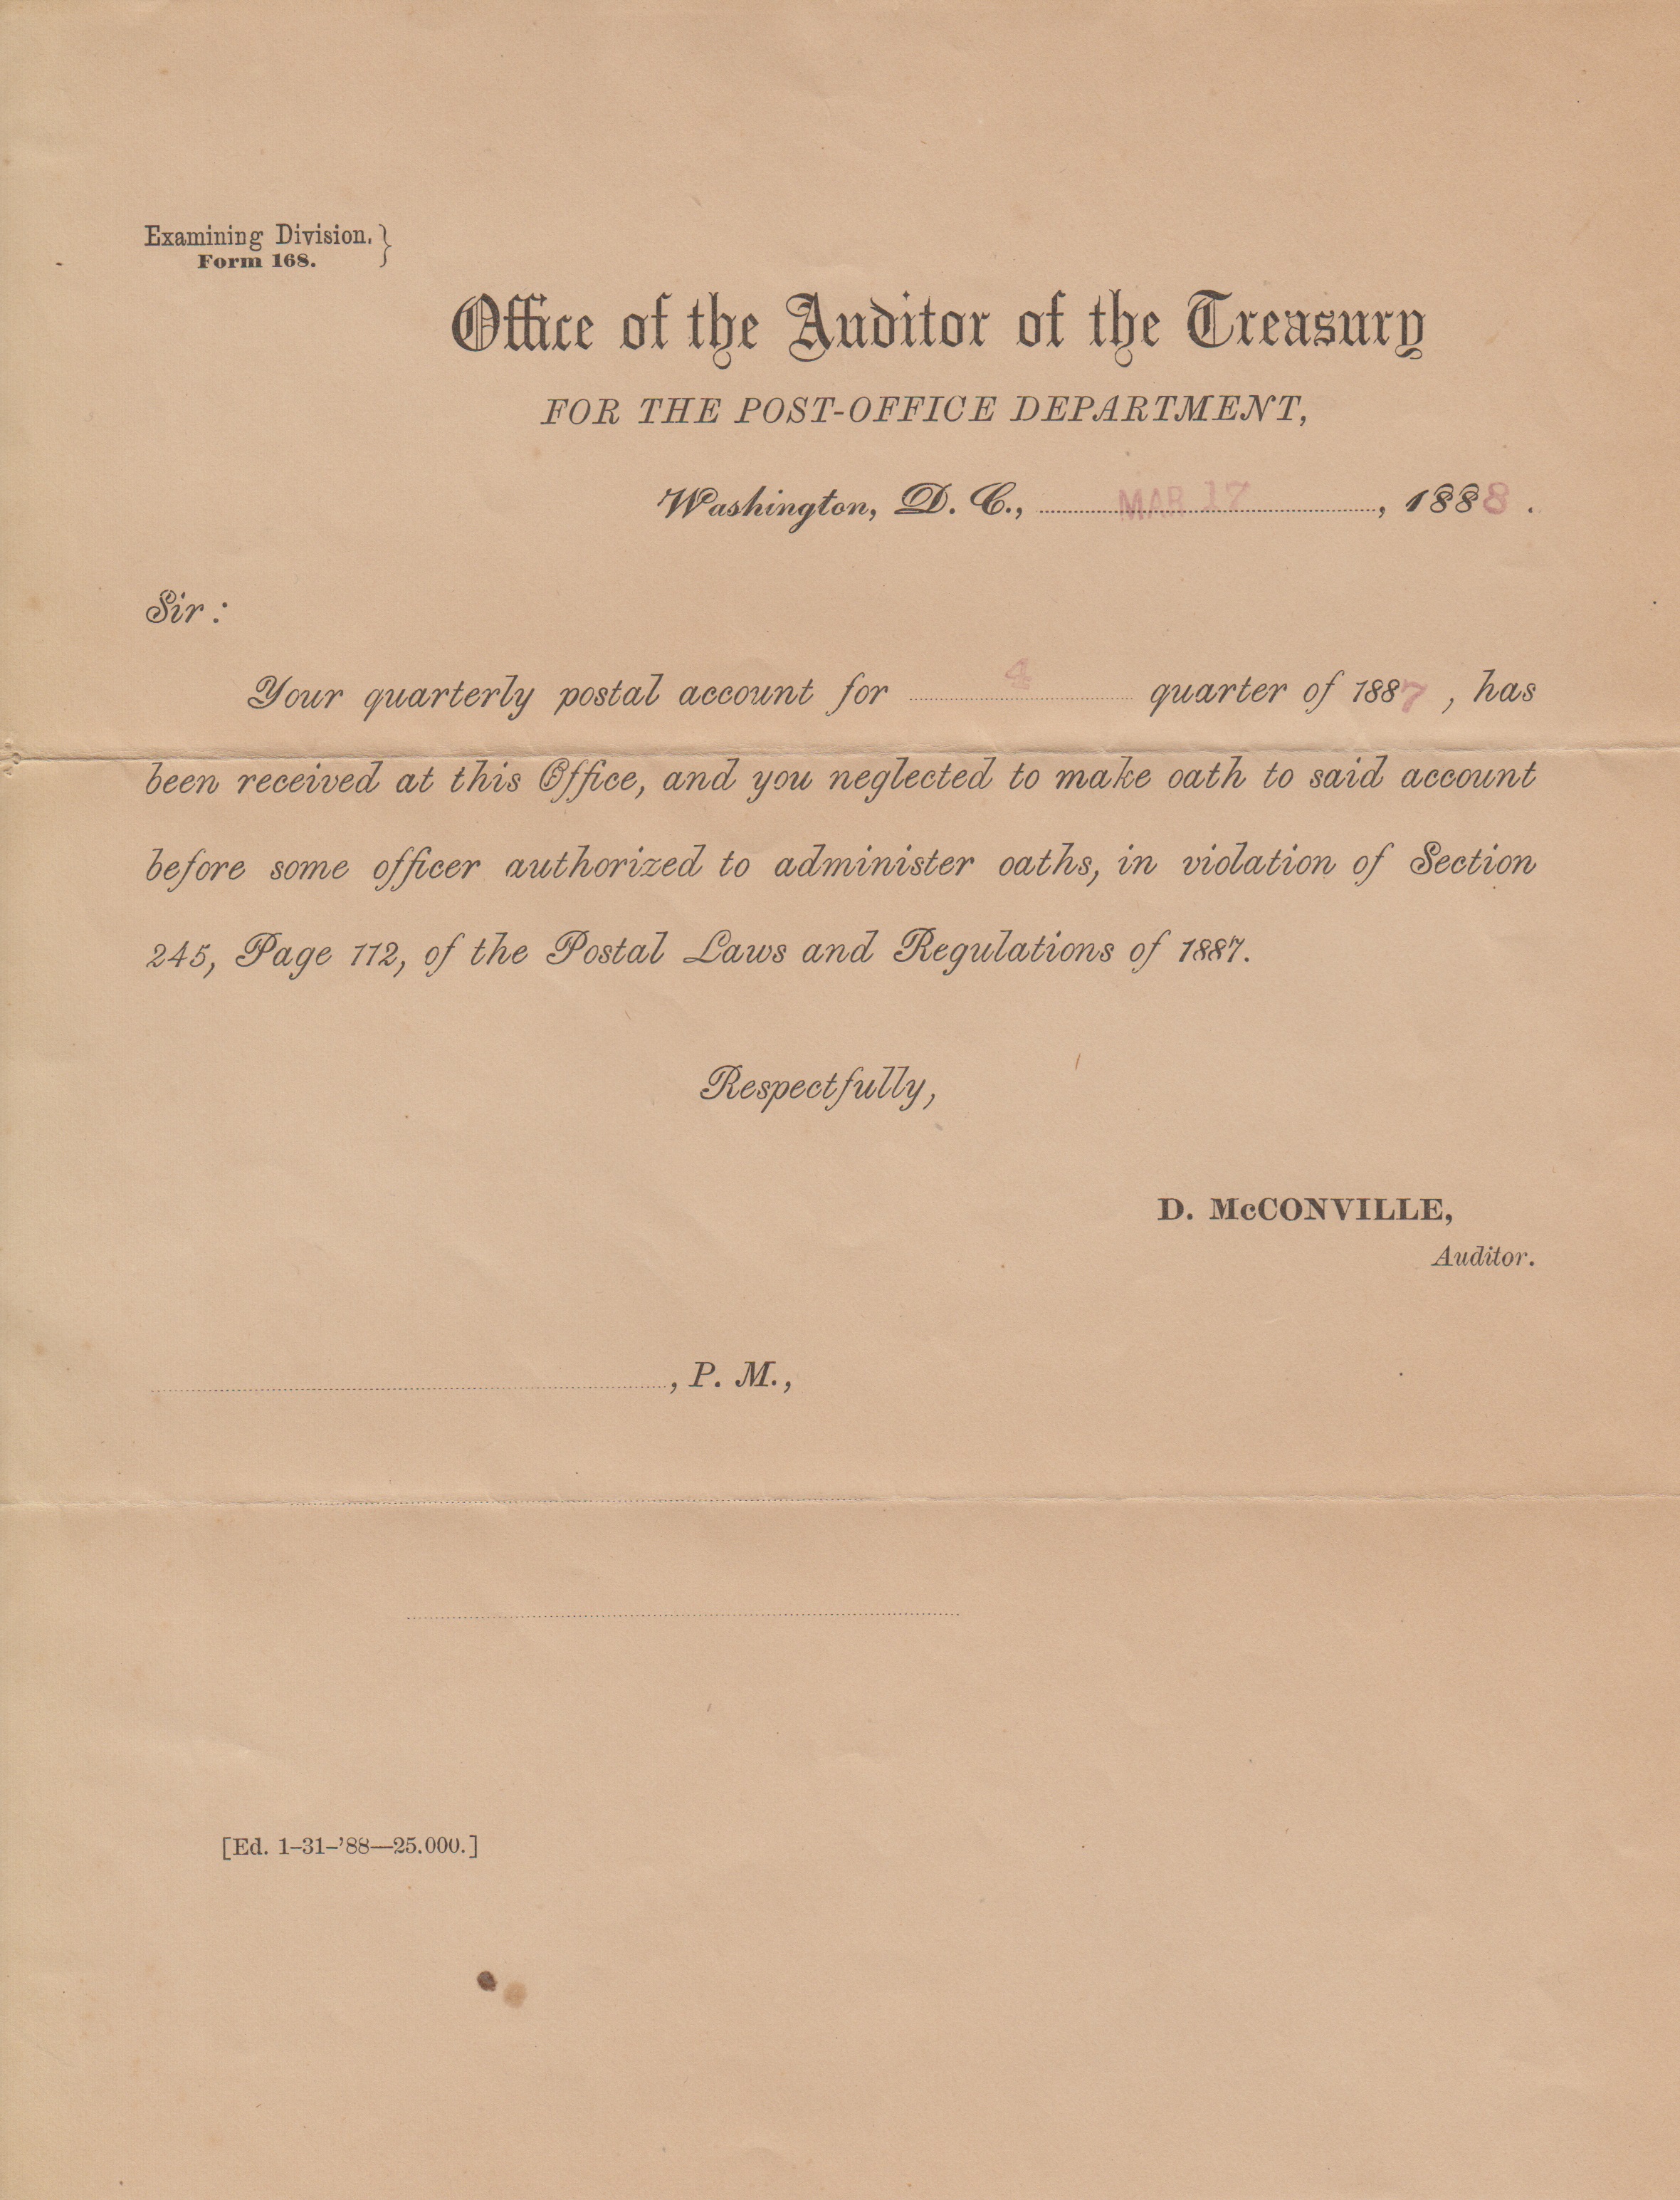 Examining Division. }
Form 168.
Office of the Auditor of the Treasury
FOR THE POST-OFFICE DEPARTMENT,
Washington, D. C., MAR 17, 1888.
Sir:
Your quarterly postal account for 4 quarter of 1887, has
been received at this Office, and you neglected to make oath to said account
before some officer authorized to administer oaths, in violation of Section
245, Page 112, of the Postal Laws and Regulations of 1887.
Respectfully,
D. McCONVILLE,
Auditor.
, P. M.,
[Ed. 1-31-'88—25.000.]